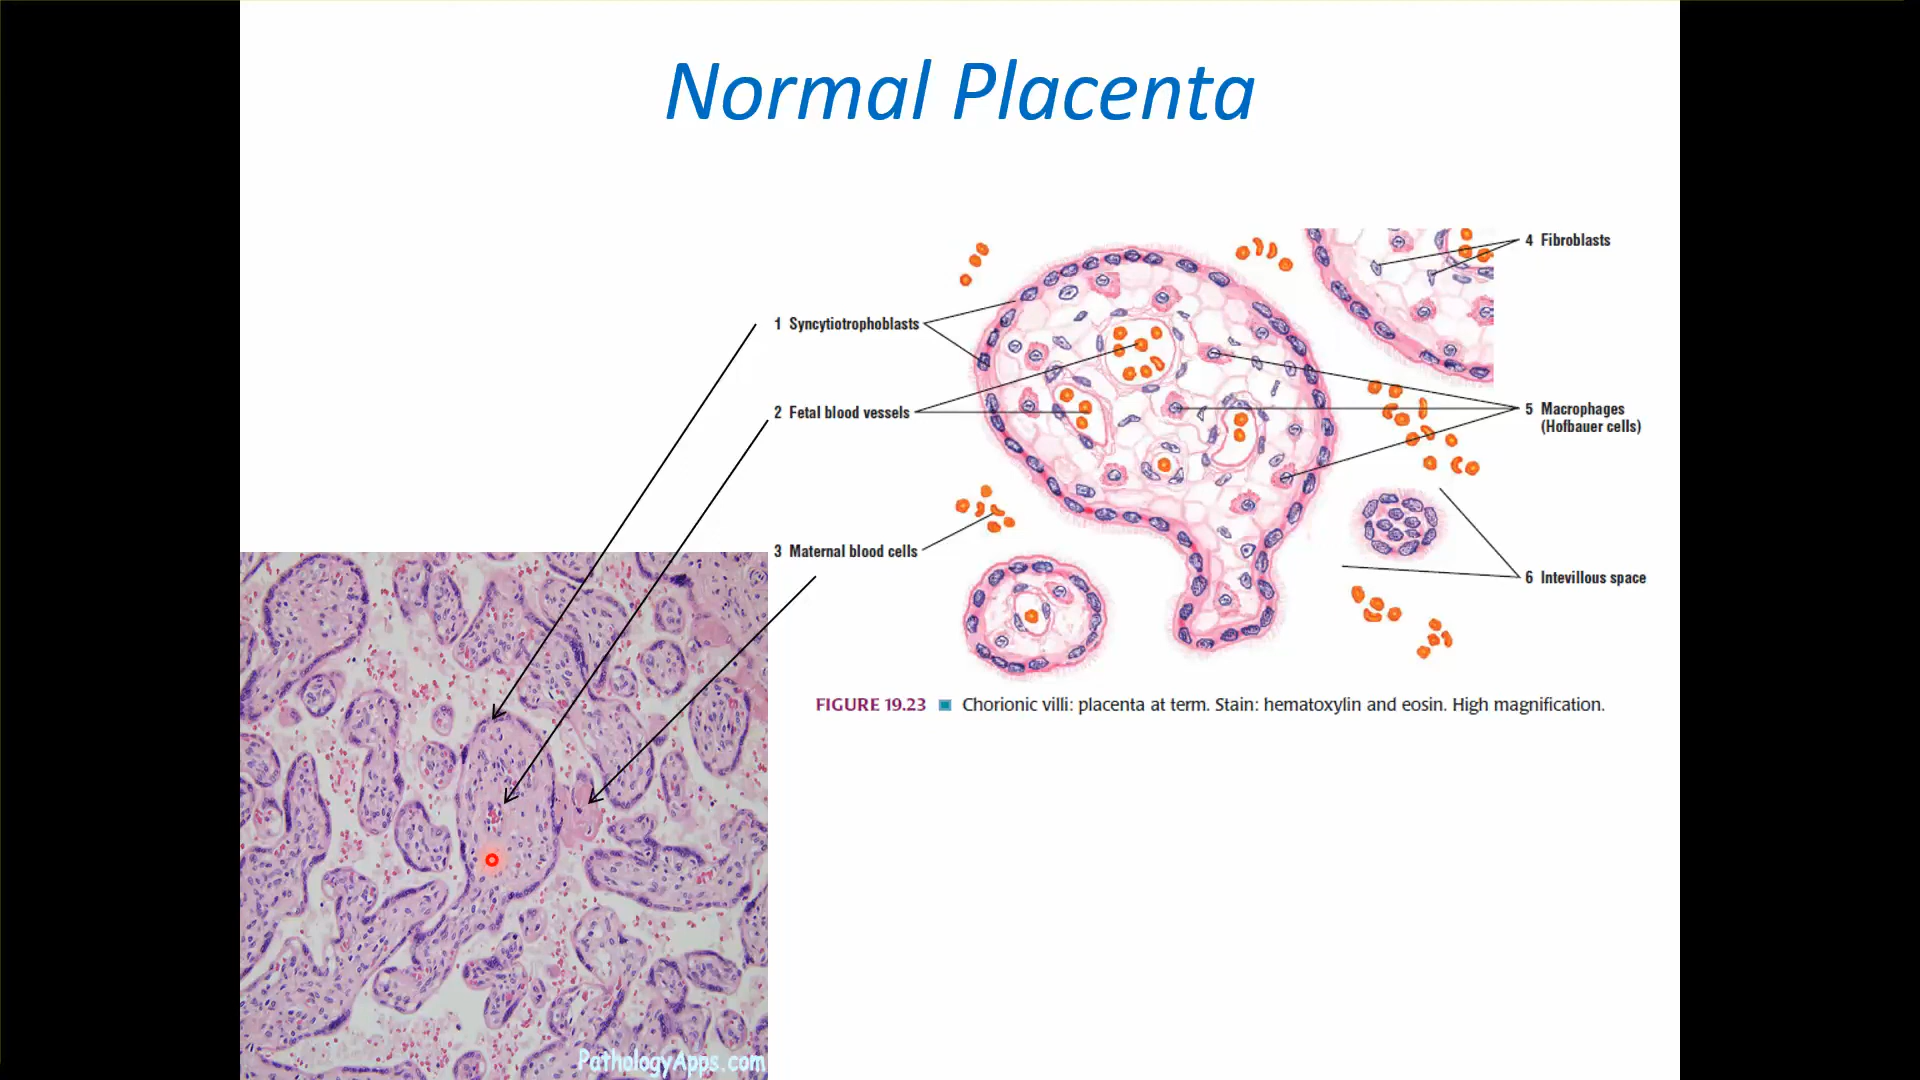 Normal Placenta
1 Syncytiotrophoblasts
2 Fetal blood vessels
3 Maternal blood cells
4 Fibroblasts
5 Macrophages
(Hofbauer cells)
6 Intevillous space
FIGURE 19.23 Chorionic villi: placenta at term. Stain: hematoxylin and eosin. High magnification.
PathologyApps.com